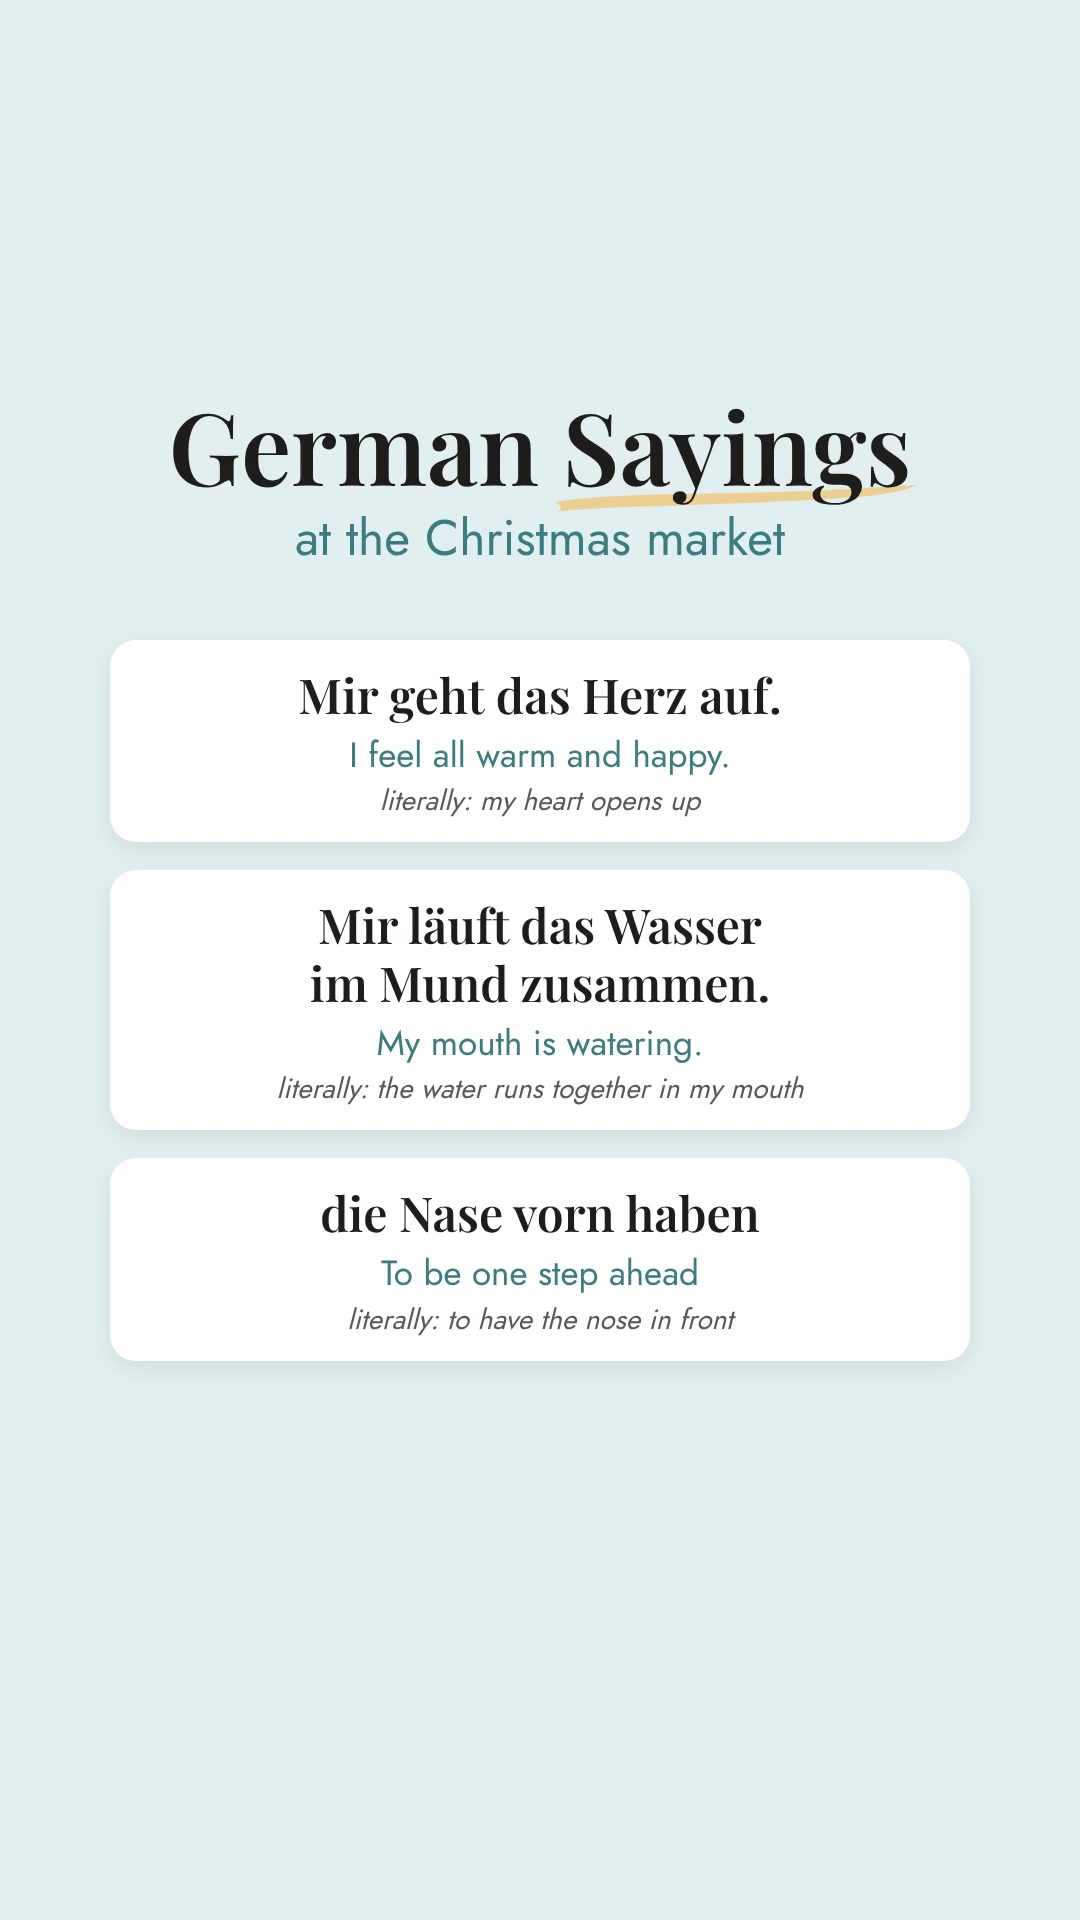 German Sayings
at the Christmas market
Mir geht das Herz auf.
I feel all warm and happy.
literally: my heart opens up
Mir läuft das Wasser
im Mund zusammen.
My mouth is watering.
literally: the water runs together in my mouth
die Nase vorn haben
To be one step ahead
literally: to have the nose in front